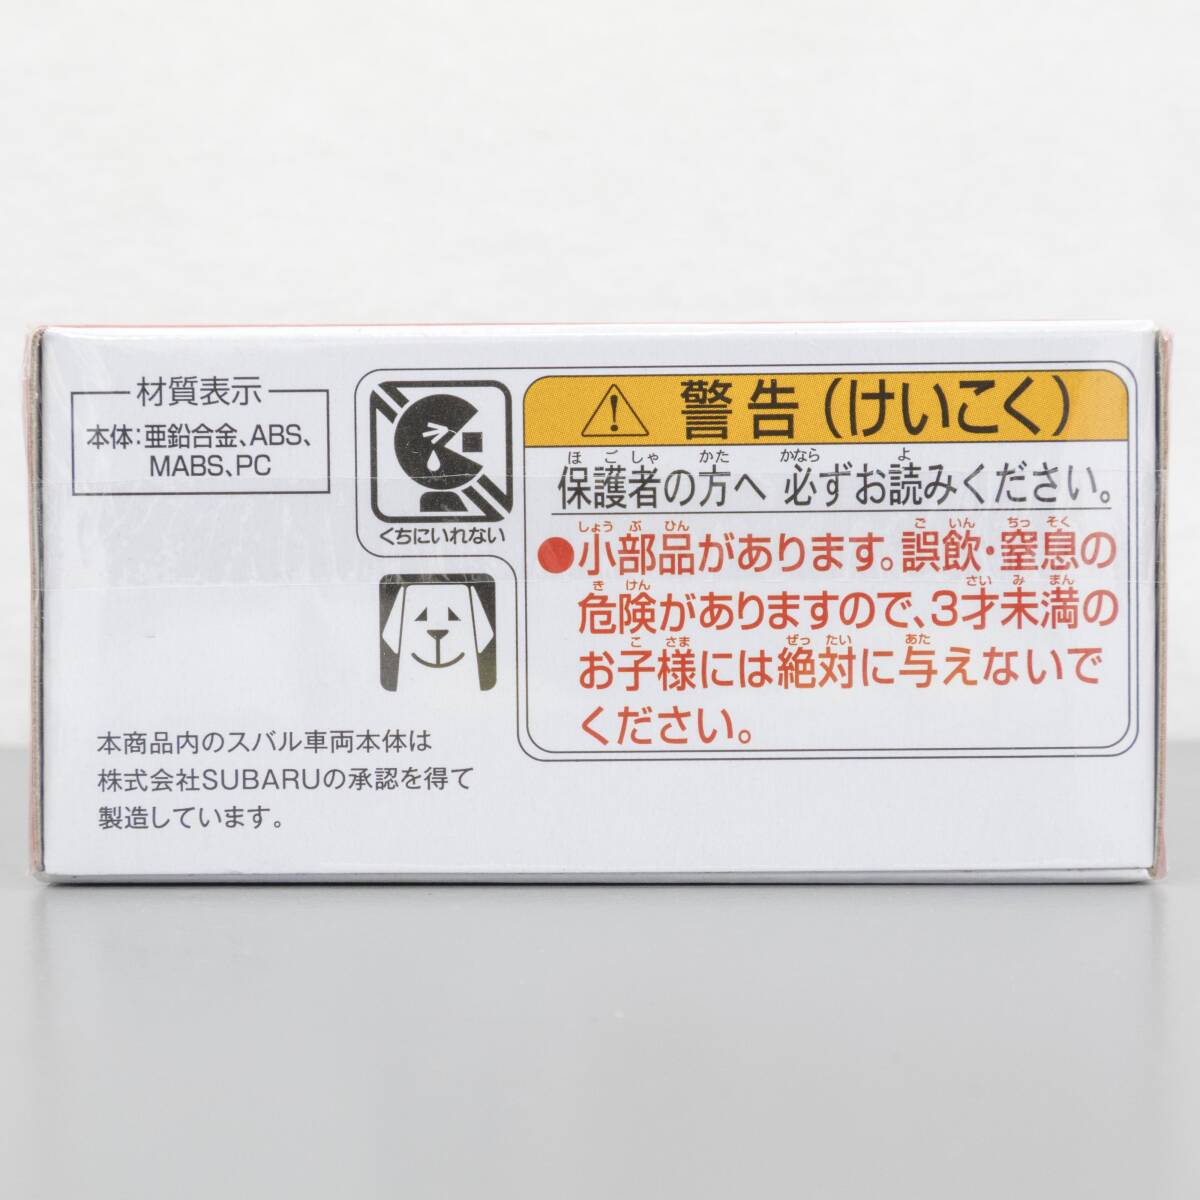 材質表示
本体：亜鉛合金、ABS、
MABS、PC
くちにいれない
警告（けいこく）
ほごしゃ かた かなら よ
保護者の方へ 必ずお読みください。
しょうぶひん ごいん ちっそく
●小部品があります。誤飲・窒息の
きけん さいみまん
危険がありますので、3才未満の
こさま ぜったい あた
お子様には絶対に与えないで
ください。
本商品内のスバル車両本体は
株式会社SUBARUの承認を得て
製造しています。